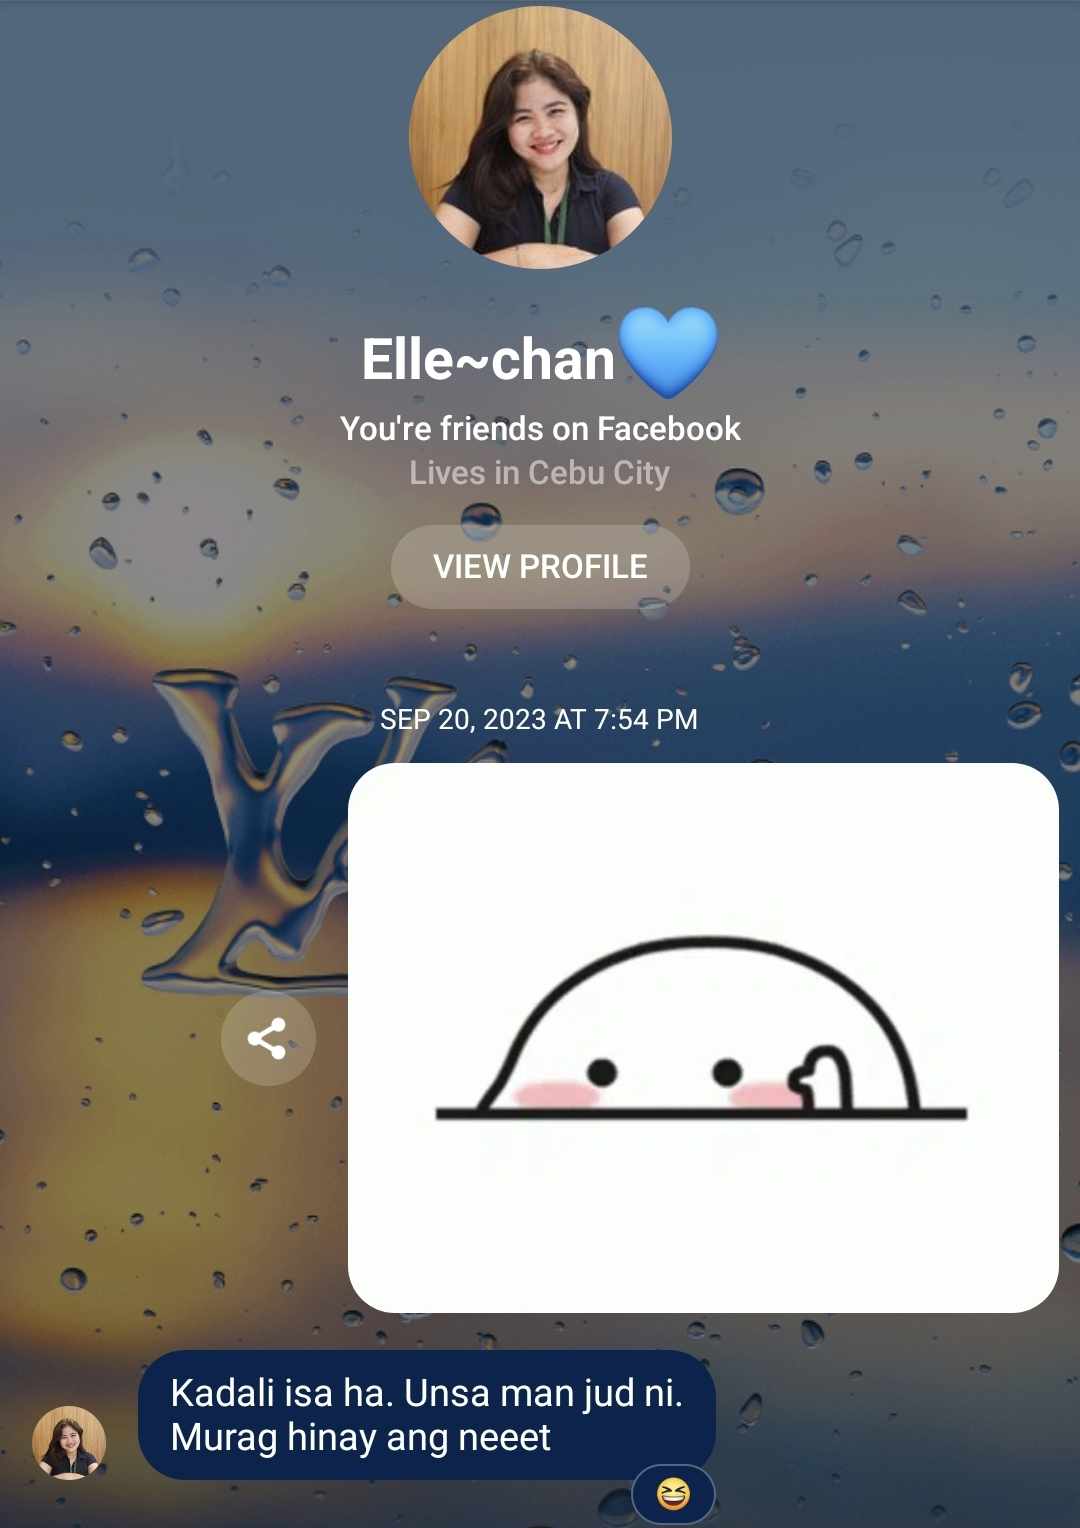 Elle~chan💙
You're friends on Facebook
Lives in Cebu City
VIEW PROFILE
SEP 20, 2023 AT 7:54 PM
Kadali isa ha. Unsa man jud ni.
Murag hinay ang neeet